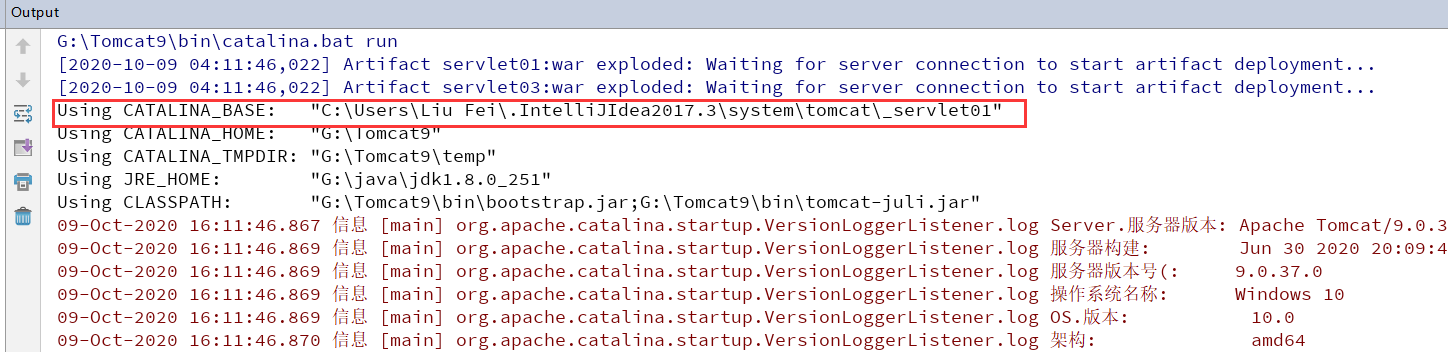 Output
G:\Tomcat9\bin\catalina.bat run
[2020-10-09 04:11:46,022] Artifact servlet01:war exploded: Waiting for server connection to start artifact deployment...
[2020-10-09 04:11:46,022] Artifact servlet03:war exploded: Waiting for server connection to start artifact deployment...
Using CATALINA_BASE:   "C:\Users\Liu Fei\.IntelliJIdea2017.3\system\tomcat\_servlet01"
Using CATALINA_HOME:   "G:\Tomcat9"
Using CATALINA_TMPDIR: "G:\Tomcat9\temp"
Using JRE_HOME:        "G:\java\jdk1.8.0_251"
Using CLASSPATH:       "G:\Tomcat9\bin\bootstrap.jar;G:\Tomcat9\bin\tomcat-juli.jar"
09-Oct-2020 16:11:46.867 信息 [main] org.apache.catalina.startup.VersionLoggerListener.log Server.服务器版本: Apache Tomcat/9.0.3
09-Oct-2020 16:11:46.869 信息 [main] org.apache.catalina.startup.VersionLoggerListener.log 服务器构建:        Jun 30 2020 20:09:4
09-Oct-2020 16:11:46.869 信息 [main] org.apache.catalina.startup.VersionLoggerListener.log 服务器版本号(:     9.0.37.0
09-Oct-2020 16:11:46.869 信息 [main] org.apache.catalina.startup.VersionLoggerListener.log 操作系统名称:      Windows 10
09-Oct-2020 16:11:46.869 信息 [main] org.apache.catalina.startup.VersionLoggerListener.log OS.版本:           10.0
09-Oct-2020 16:11:46.870 信息 [main] org.apache.catalina.startup.VersionLoggerListener.log 架构:             amd64